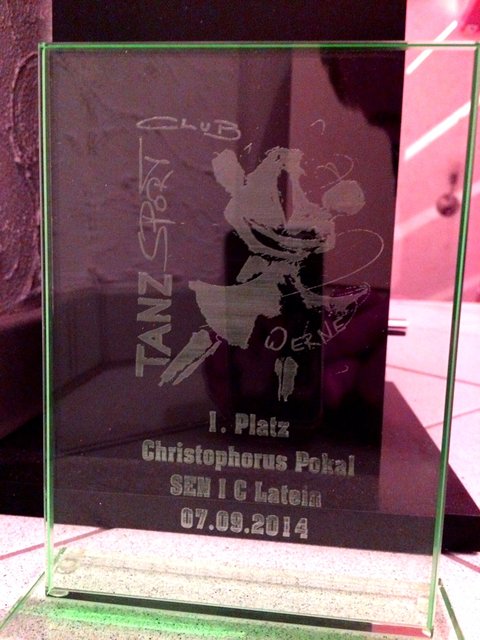 CLUB
TANZ SPORT
WERNE
1. Platz
Christophorus Pokal
SEN I C Latein
07.09.2014